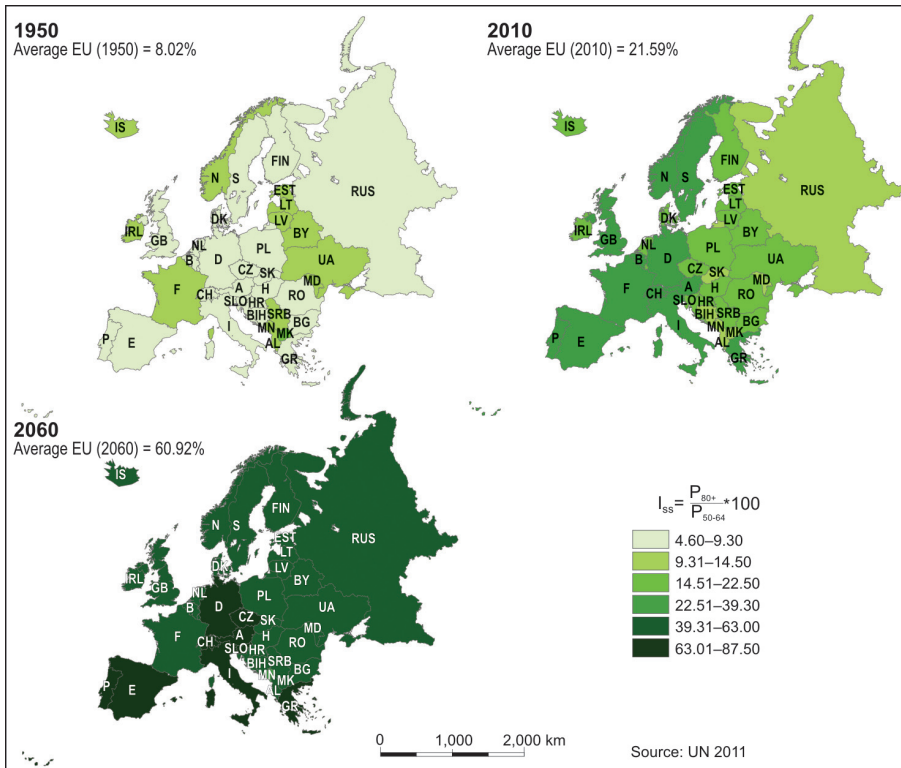 1950
Average EU (1950) = 8.02%
IS
N
S
FIN
RUS
EST
LT
LV
DK
IRL
GB
BY
NL
B
D
PL
UA
CZ
SK
MD
F
CH
A
H
RO
SLO
HR
BIH
SRB
BG
I
MN
MK
AL
P
E
GR
2010
Average EU (2010) = 21.59%
IS
N
S
FIN
RUS
EST
LT
LV
DK
IRL
GB
BY
NL
B
D
PL
UA
CZ
SK
MD
F
CH
A
H
RO
SLO
HR
BIH
SRB
BG
I
MN
MK
AL
P
E
GR
2060
Average EU (2060) = 60.92%
IS
N
S
FIN
RUS
EST
LT
LV
DK
IRL
GB
BY
NL
B
D
PL
UA
CZ
SK
MD
F
CH
A
H
RO
SLO
HR
BIH
SRB
BG
I
MN
MK
AL
P
E
GR
I_ss = P_80+ / P_50-64 *100
4.60–9.30
9.31–14.50
14.51–22.50
22.51–39.30
39.31–63.00
63.01–87.50
0 1,000 2,000 km
Source: UN 2011